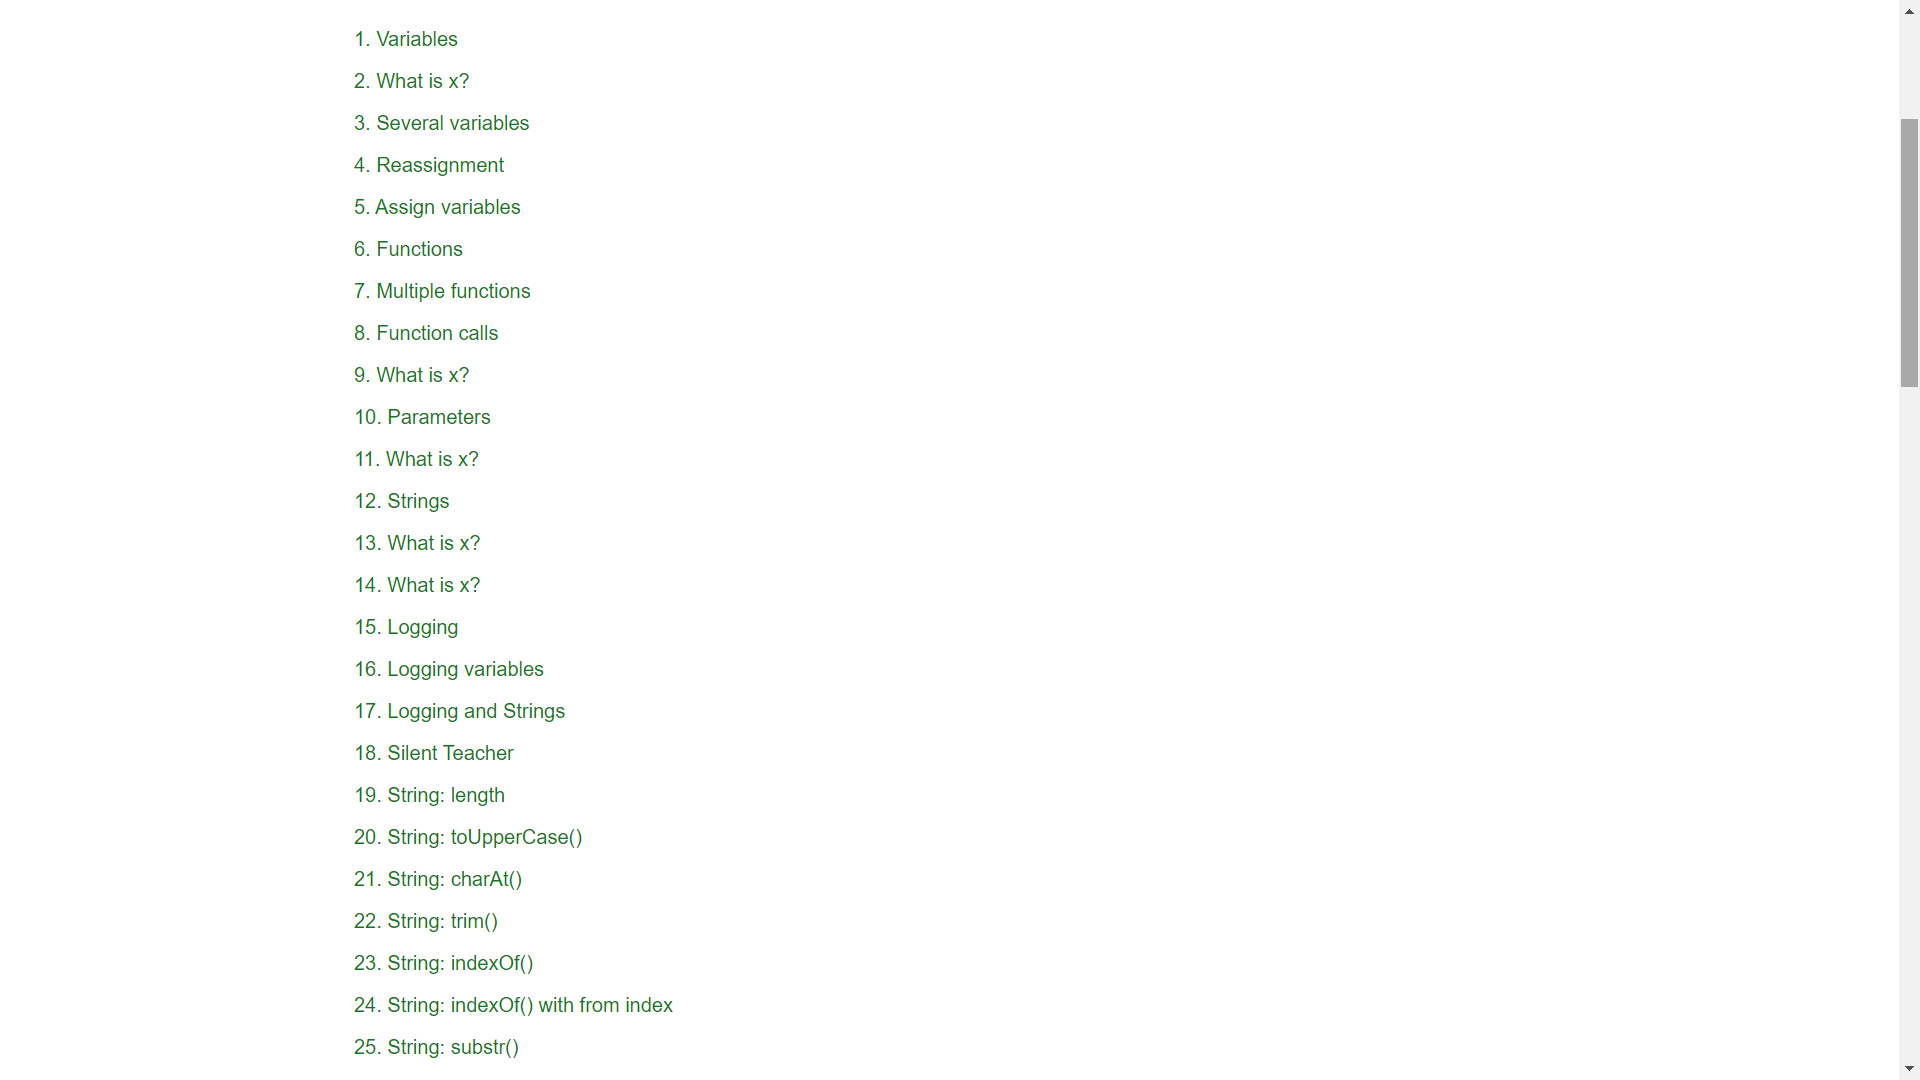 1. Variables
2. What is x?
3. Several variables
4. Reassignment
5. Assign variables
6. Functions
7. Multiple functions
8. Function calls
9. What is x?
10. Parameters
11. What is x?
12. Strings
13. What is x?
14. What is x?
15. Logging
16. Logging variables
17. Logging and Strings
18. Silent Teacher
19. String: length
20. String: toUpperCase()
21. String: charAt()
22. String: trim()
23. String: indexOf()
24. String: indexOf() with from index
25. String: substr()